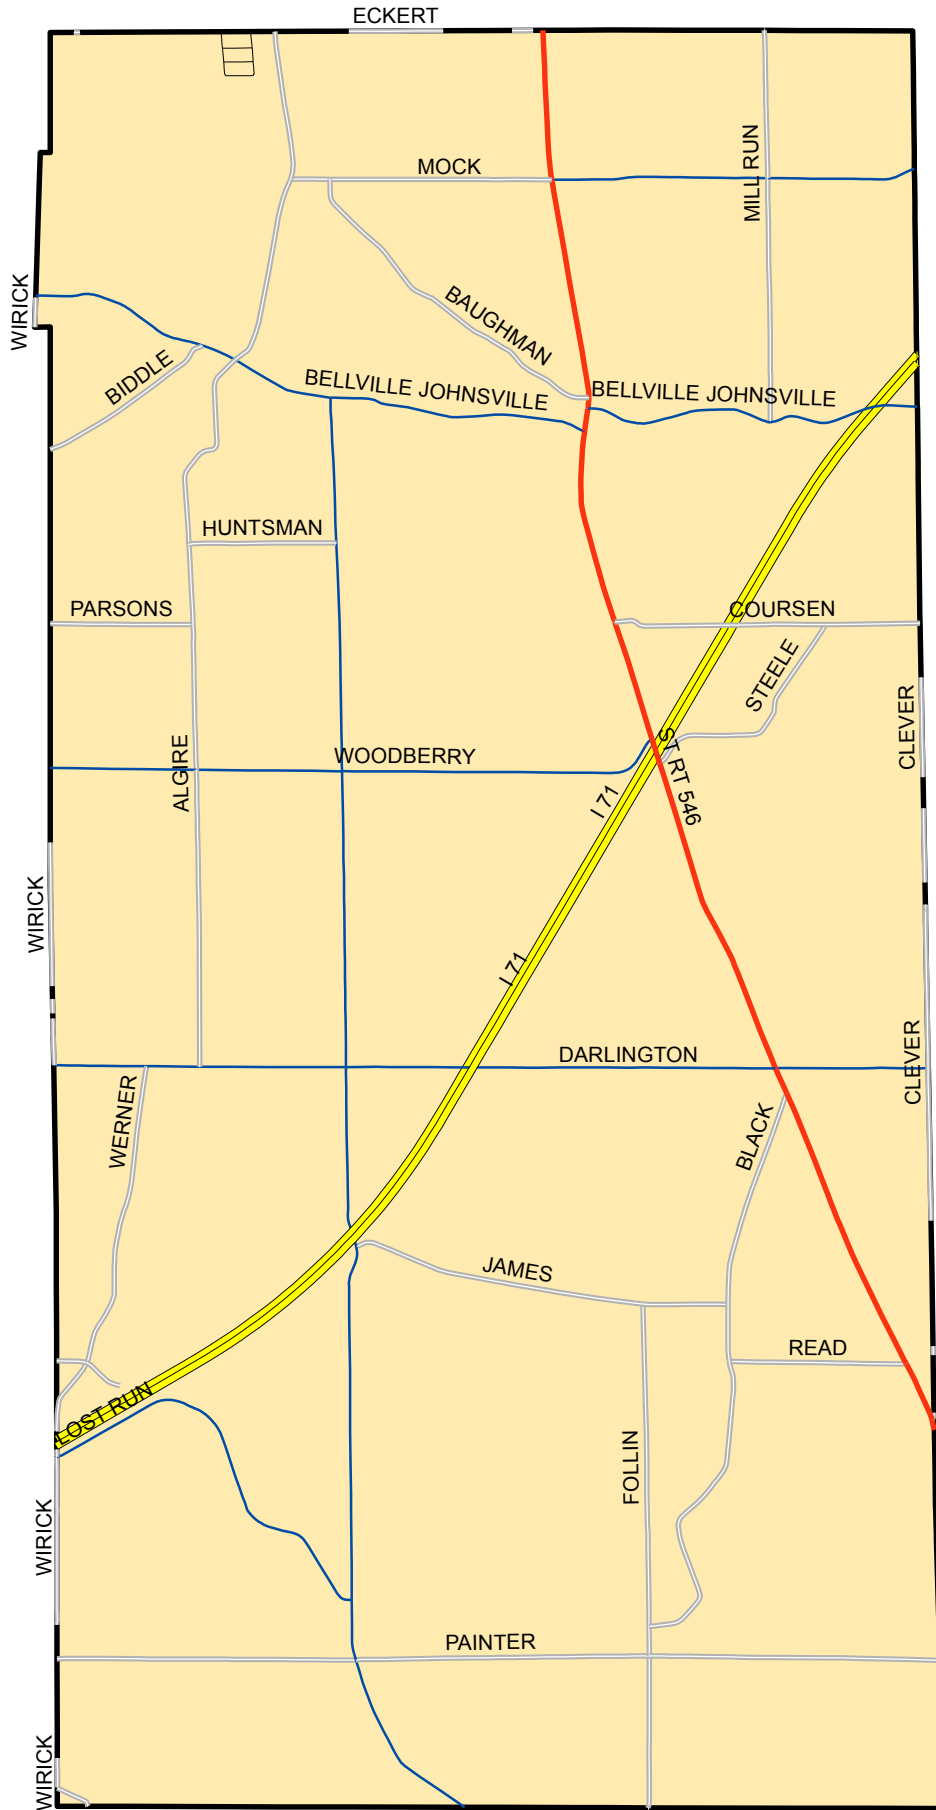 ECKERT
MOCK
MILL RUN
WIRICK
BAUGHMAN
BIDDLE
BELLVILLE JOHNSVILLE
BELLVILLE JOHNSVILLE
HUNTSMAN
PARSONS
COURSEN
STEELE
CLEVER
ALGIRE
WOODBERRY
ST RT 546
I 71
WIRICK
I 71
DARLINGTON
CLEVER
WERNER
BLACK
JAMES
READ
LOST RUN
FOLLIN
WIRICK
PAINTER
WIRICK